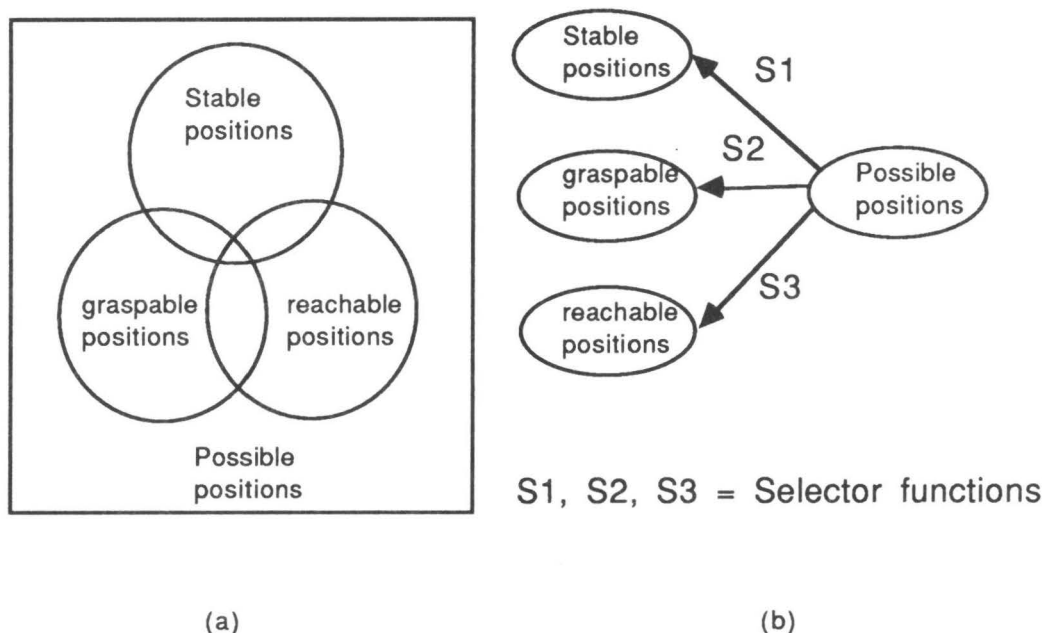 Stable
positions
graspable
positions
reachable
positions
Possible
positions
(a)
Stable
positions
S1
graspable
positions
S2
Possible
positions
reachable
positions
S3
S1, S2, S3 = Selector functions
(b)